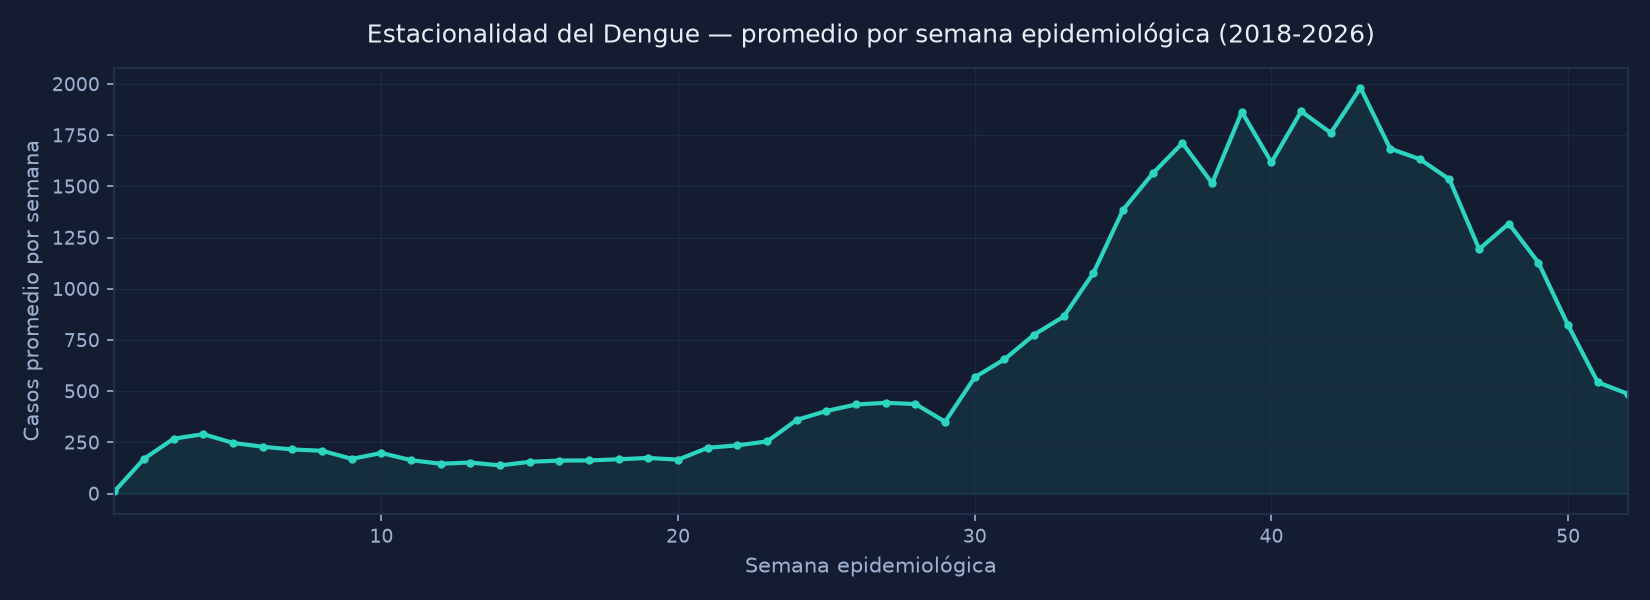 Estacionalidad del Dengue — promedio por semana epidemiológica (2018-2026)
Casos promedio por semana
2000
1750
1500
1250
1000
750
500
250
0
10 20 30 40 50
Semana epidemiológica